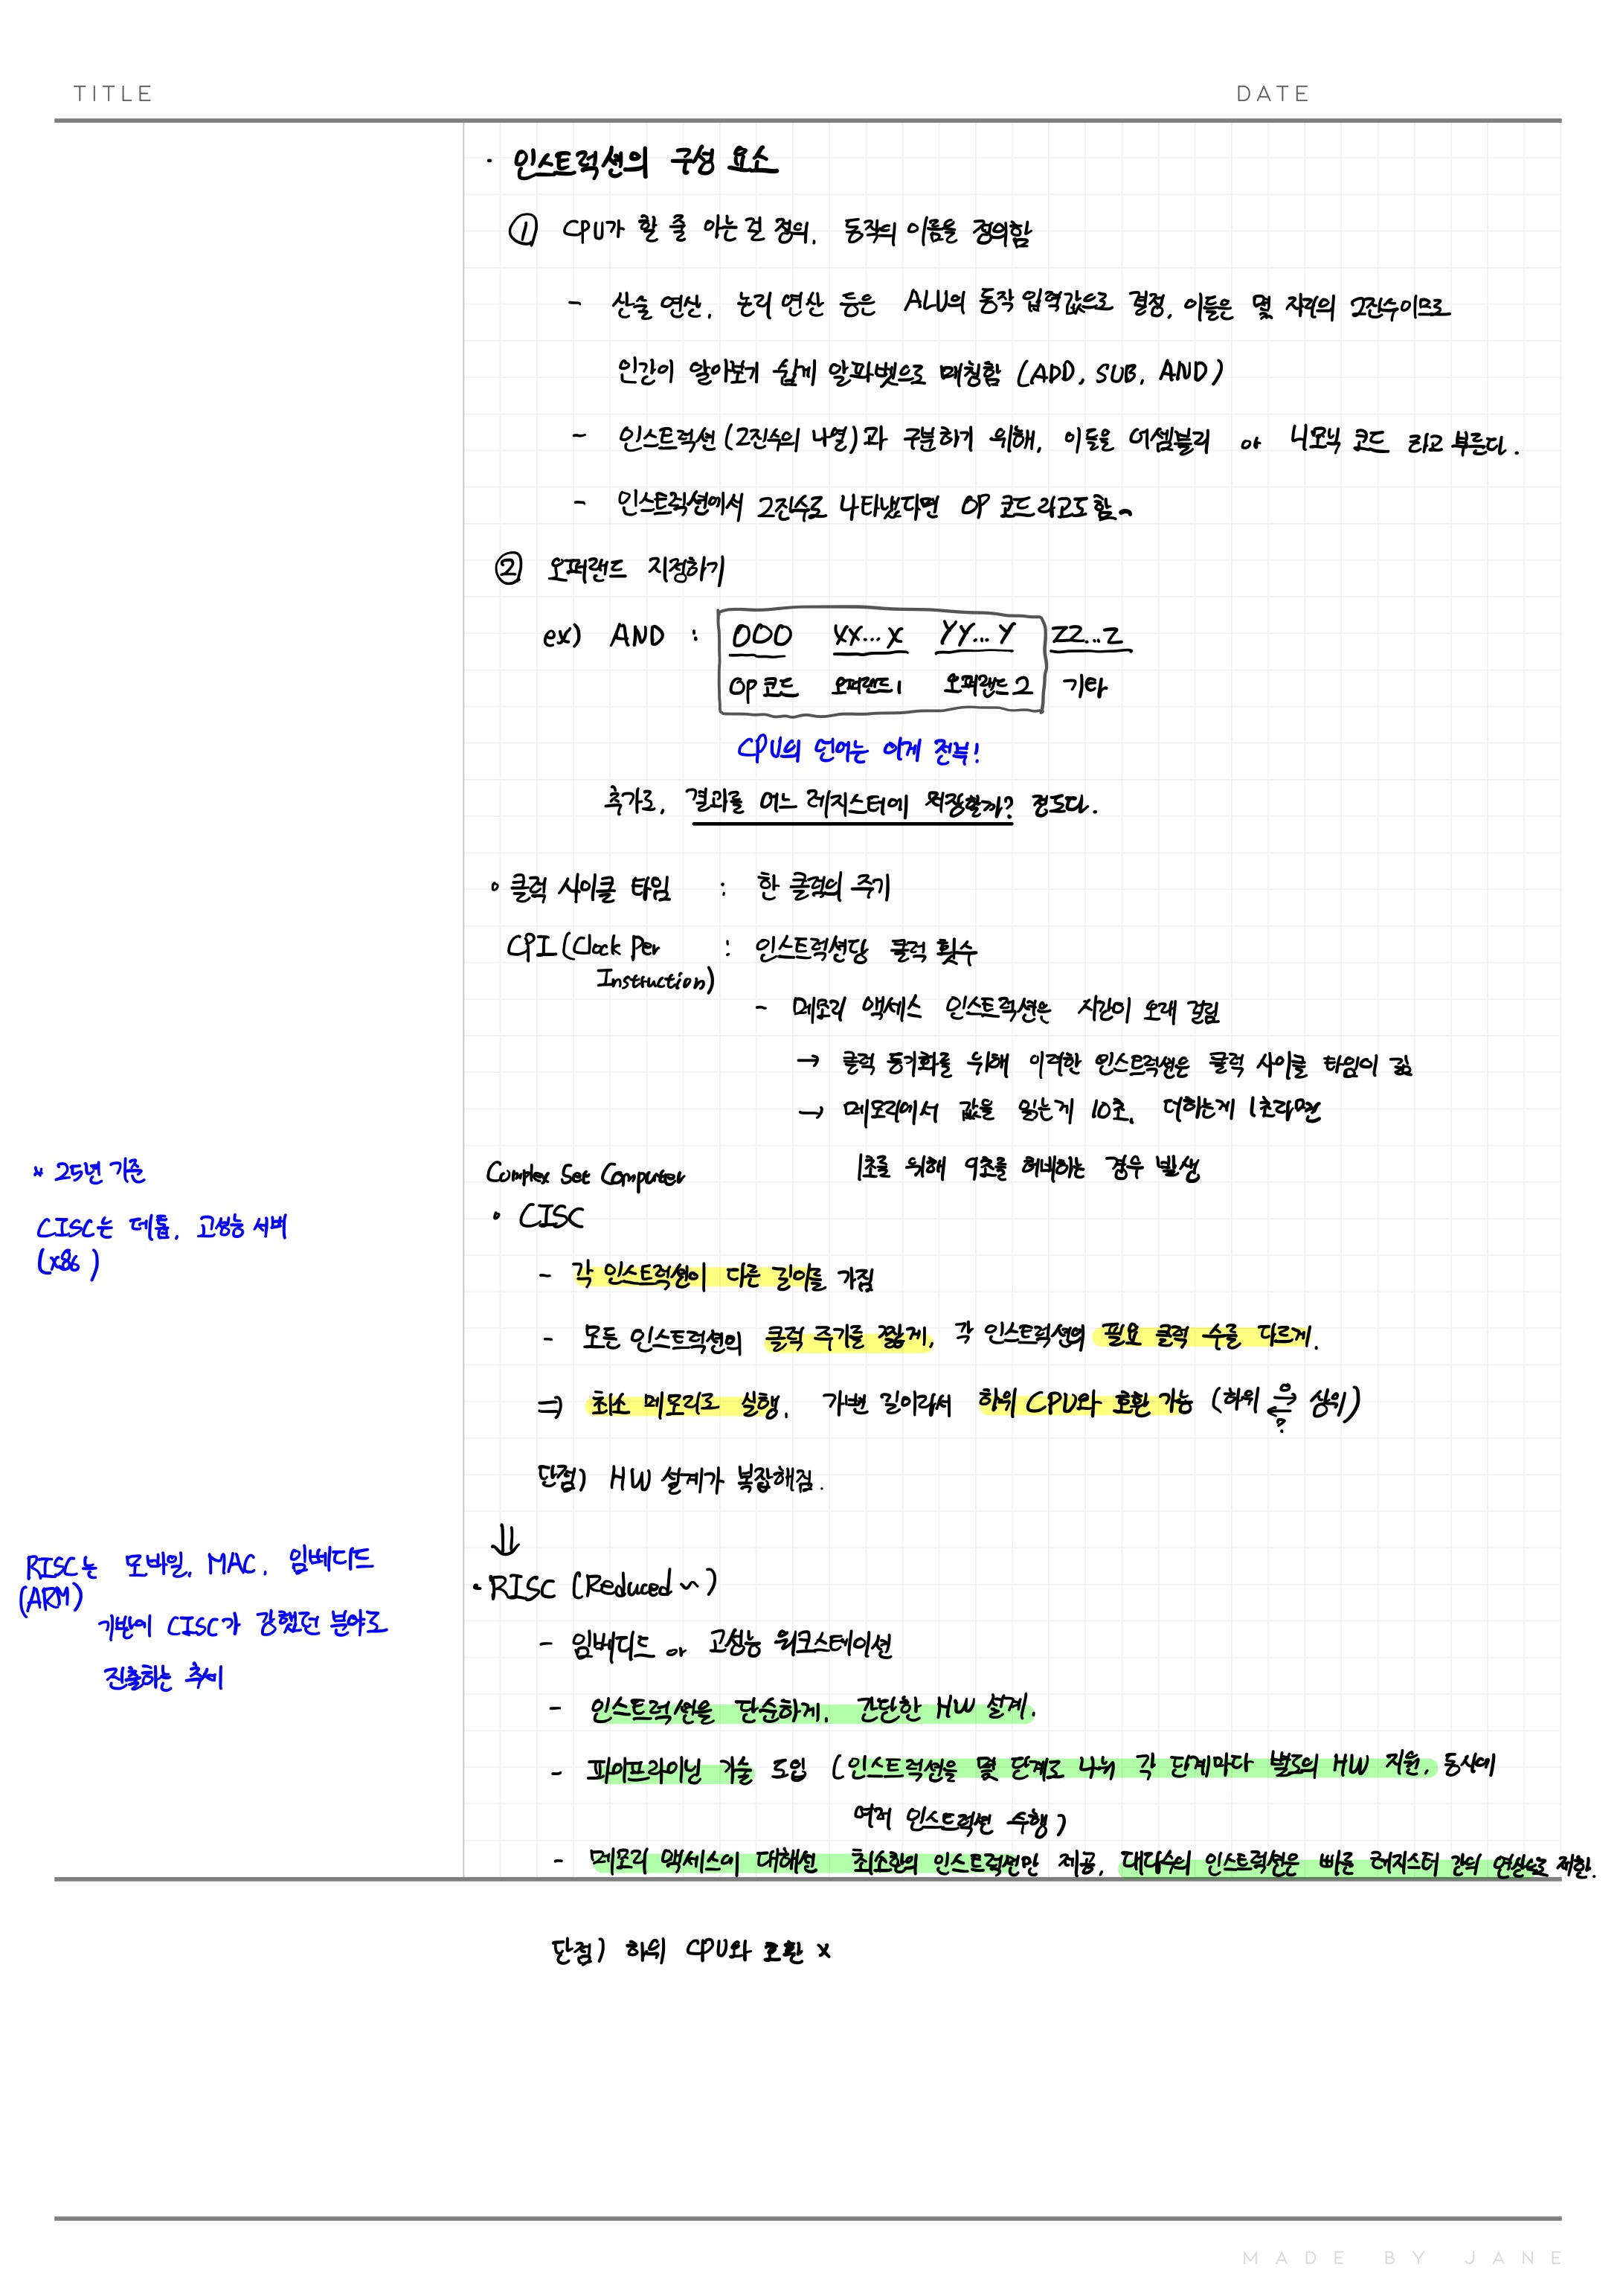 TITLE
DATE
· 인스트럭션의 구성 요소
① CPU가 할 줄 아는 걸 정의. 동작의 이름을 정의함
- 산술 연산, 논리 연산 등은 ALU의 동작 입력값으로 결정, 이들은 몇 자리의 2진수이므로
인간이 알아보기 쉽게 알파벳으로 매칭함 (ADD, SUB, AND)
- 인스트럭션 (2진수의 나열)과 구분하기 위해, 이들을 어셈블리 or 니모닉 코드 라고 부른다.
- 인스트럭션에서 2진수로 나타냈다면 OP 코드라고도 함~
② 오퍼랜드 지정하기
ex) AND : 000 XX...X YY...Y ZZ...Z
OP 코드 오퍼랜드1 오퍼랜드2 기타
CPU의 언어는 이게 전부!
추가로, 결과를 어느 레지스터에 저장할까? 정도다.
∘ 클럭 사이클 타임 : 한 클럭의 주기
CPI (Clock Per : 인스트럭션당 클럭 횟수
Instruction)
- 메모리 액세스 인스트럭션은 시간이 오래 걸림
→ 클럭 동기화를 위해 이러한 인스트럭션은 클럭 사이클 타임이 긺
→ 메모리에서 값을 읽는게 10초, 더하는게 1초라면
1초를 위해 9초를 허비하는 경우 발생
* 25년 기준
CISC는 데톱, 고성능 서버
(x86)
Complex Set Computer
· CISC
- 각 인스트럭션이 다른 길이를 가짐
- 모든 인스트럭션의 클럭 주기를 짧게, 각 인스트럭션의 필요 클럭 수를 다르게.
⇒ 최소 메모리로 실행, 가변 길이라서 하위 CPU와 호환 가능 (하위 o→ ←? 상위)
단점) HW 설계가 복잡해짐.
⇓
RISC는 모바일, MAC, 임베디드
(ARM)
기반이 CISC가 강했던 분야로
진출하는 추세
· RISC (Reduced ~)
- 임베디드 or 고성능 워크스테이션
- 인스트럭션을 단순하게, 간단한 HW 설계.
- 파이프라이닝 기술 도입 (인스트럭션을 몇 단계로 나눠 각 단계마다 별도의 HW 지원, 동시에
여러 인스트럭션 수행)
- 메모리 액세스에 대해선 최소한의 인스트럭션만 제공, 대다수의 인스트럭션은 빠른 레지스터 간의 연산으로 제한.
단점) 하위 CPU와 호환 x
MADE BY JANE